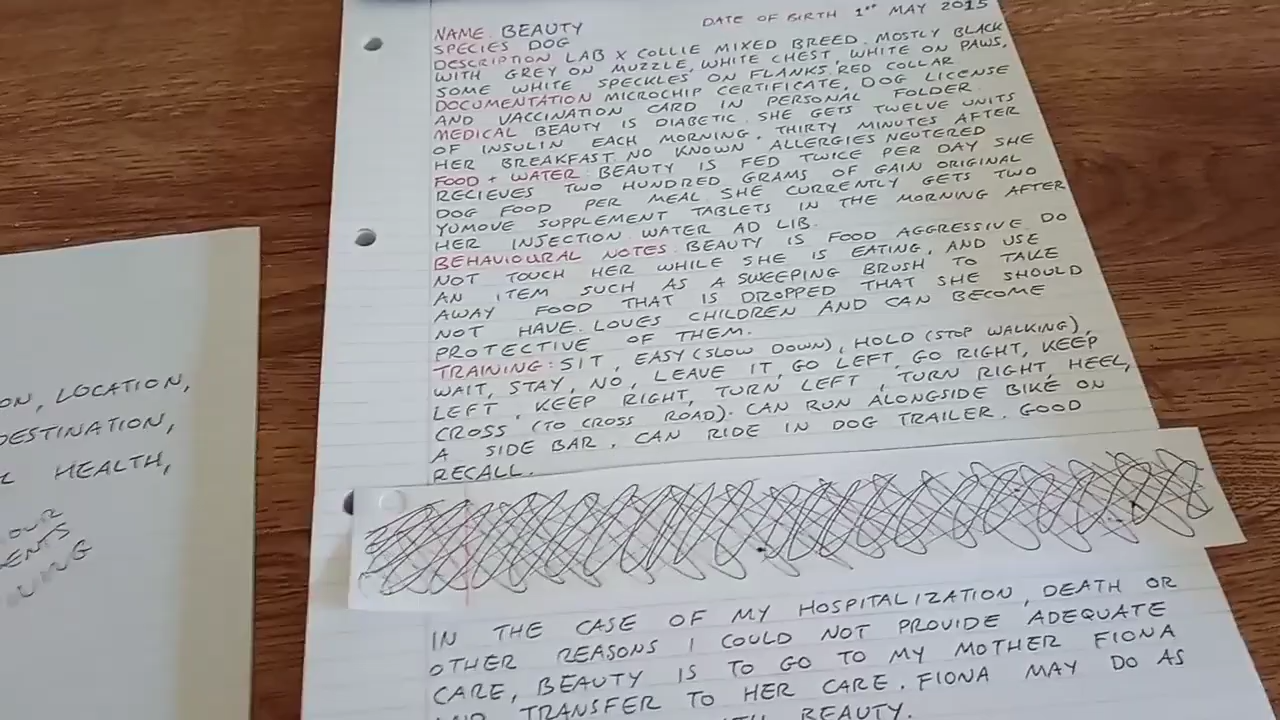 NAME. BEAUTY DATE OF BIRTH 1ST MAY 2015
SPECIES DOG
DESCRIPTION LAB X COLLIE MIXED BREED. MOSTLY BLACK
WITH GREY ON MUZZLE, WHITE CHEST, WHITE ON PAWS,
SOME WHITE SPECKLES ON FLANKS. RED COLLAR
DOCUMENTATION MICROCHIP CERTIFICATE, DOG LICENSE
AND VACCINATION CARD IN PERSONAL FOLDER.
MEDICAL BEAUTY IS DIABETIC. SHE GETS TWELVE UNITS
OF INSULIN EACH MORNING. THIRTY MINUTES AFTER
HER BREAKFAST NO KNOWN ALLERGIES NEUTERED
FOOD + WATER: BEAUTY IS FED TWICE PER DAY SHE
RECIEVES TWO HUNDRED GRAMS OF GAIN ORIGINAL
DOG FOOD PER MEAL. SHE CURRENTLY GETS TWO
YUMOVE SUPPLEMENT TABLETS IN THE MORNING AFTER
HER INJECTION. WATER AD LIB.
BEHAVIOURAL NOTES. BEAUTY IS FOOD AGGRESSIVE. DO
NOT TOUCH HER WHILE SHE IS EATING, AND USE
AN ITEM SUCH AS A SWEEPING BRUSH TO TAKE
AWAY FOOD THAT IS DROPPED THAT SHE SHOULD
NOT HAVE. LOVES CHILDREN AND CAN BECOME
PROTECTIVE OF THEM.
TRAINING: SIT, EASY (SLOW DOWN), HOLD (STOP WALKING),
WAIT, STAY, NO, LEAVE IT, GO LEFT, GO RIGHT, KEEP
LEFT, KEEP RIGHT, TURN LEFT, TURN RIGHT, HEEL,
CROSS (TO CROSS ROAD). CAN RUN ALONGSIDE BIKE ON
A SIDE BAR. CAN RIDE IN DOG TRAILER. GOOD
RECALL.
IN THE CASE OF MY HOSPITALIZATION, DEATH OR
OTHER REASONS I COULD NOT PROVIDE ADEQUATE
CARE, BEAUTY IS TO GO TO MY MOTHER FIONA
TRANSFER TO HER CARE. FIONA MAY DO AS
BEAUTY.
LOCATION,
DESTINATION,
HEALTH,